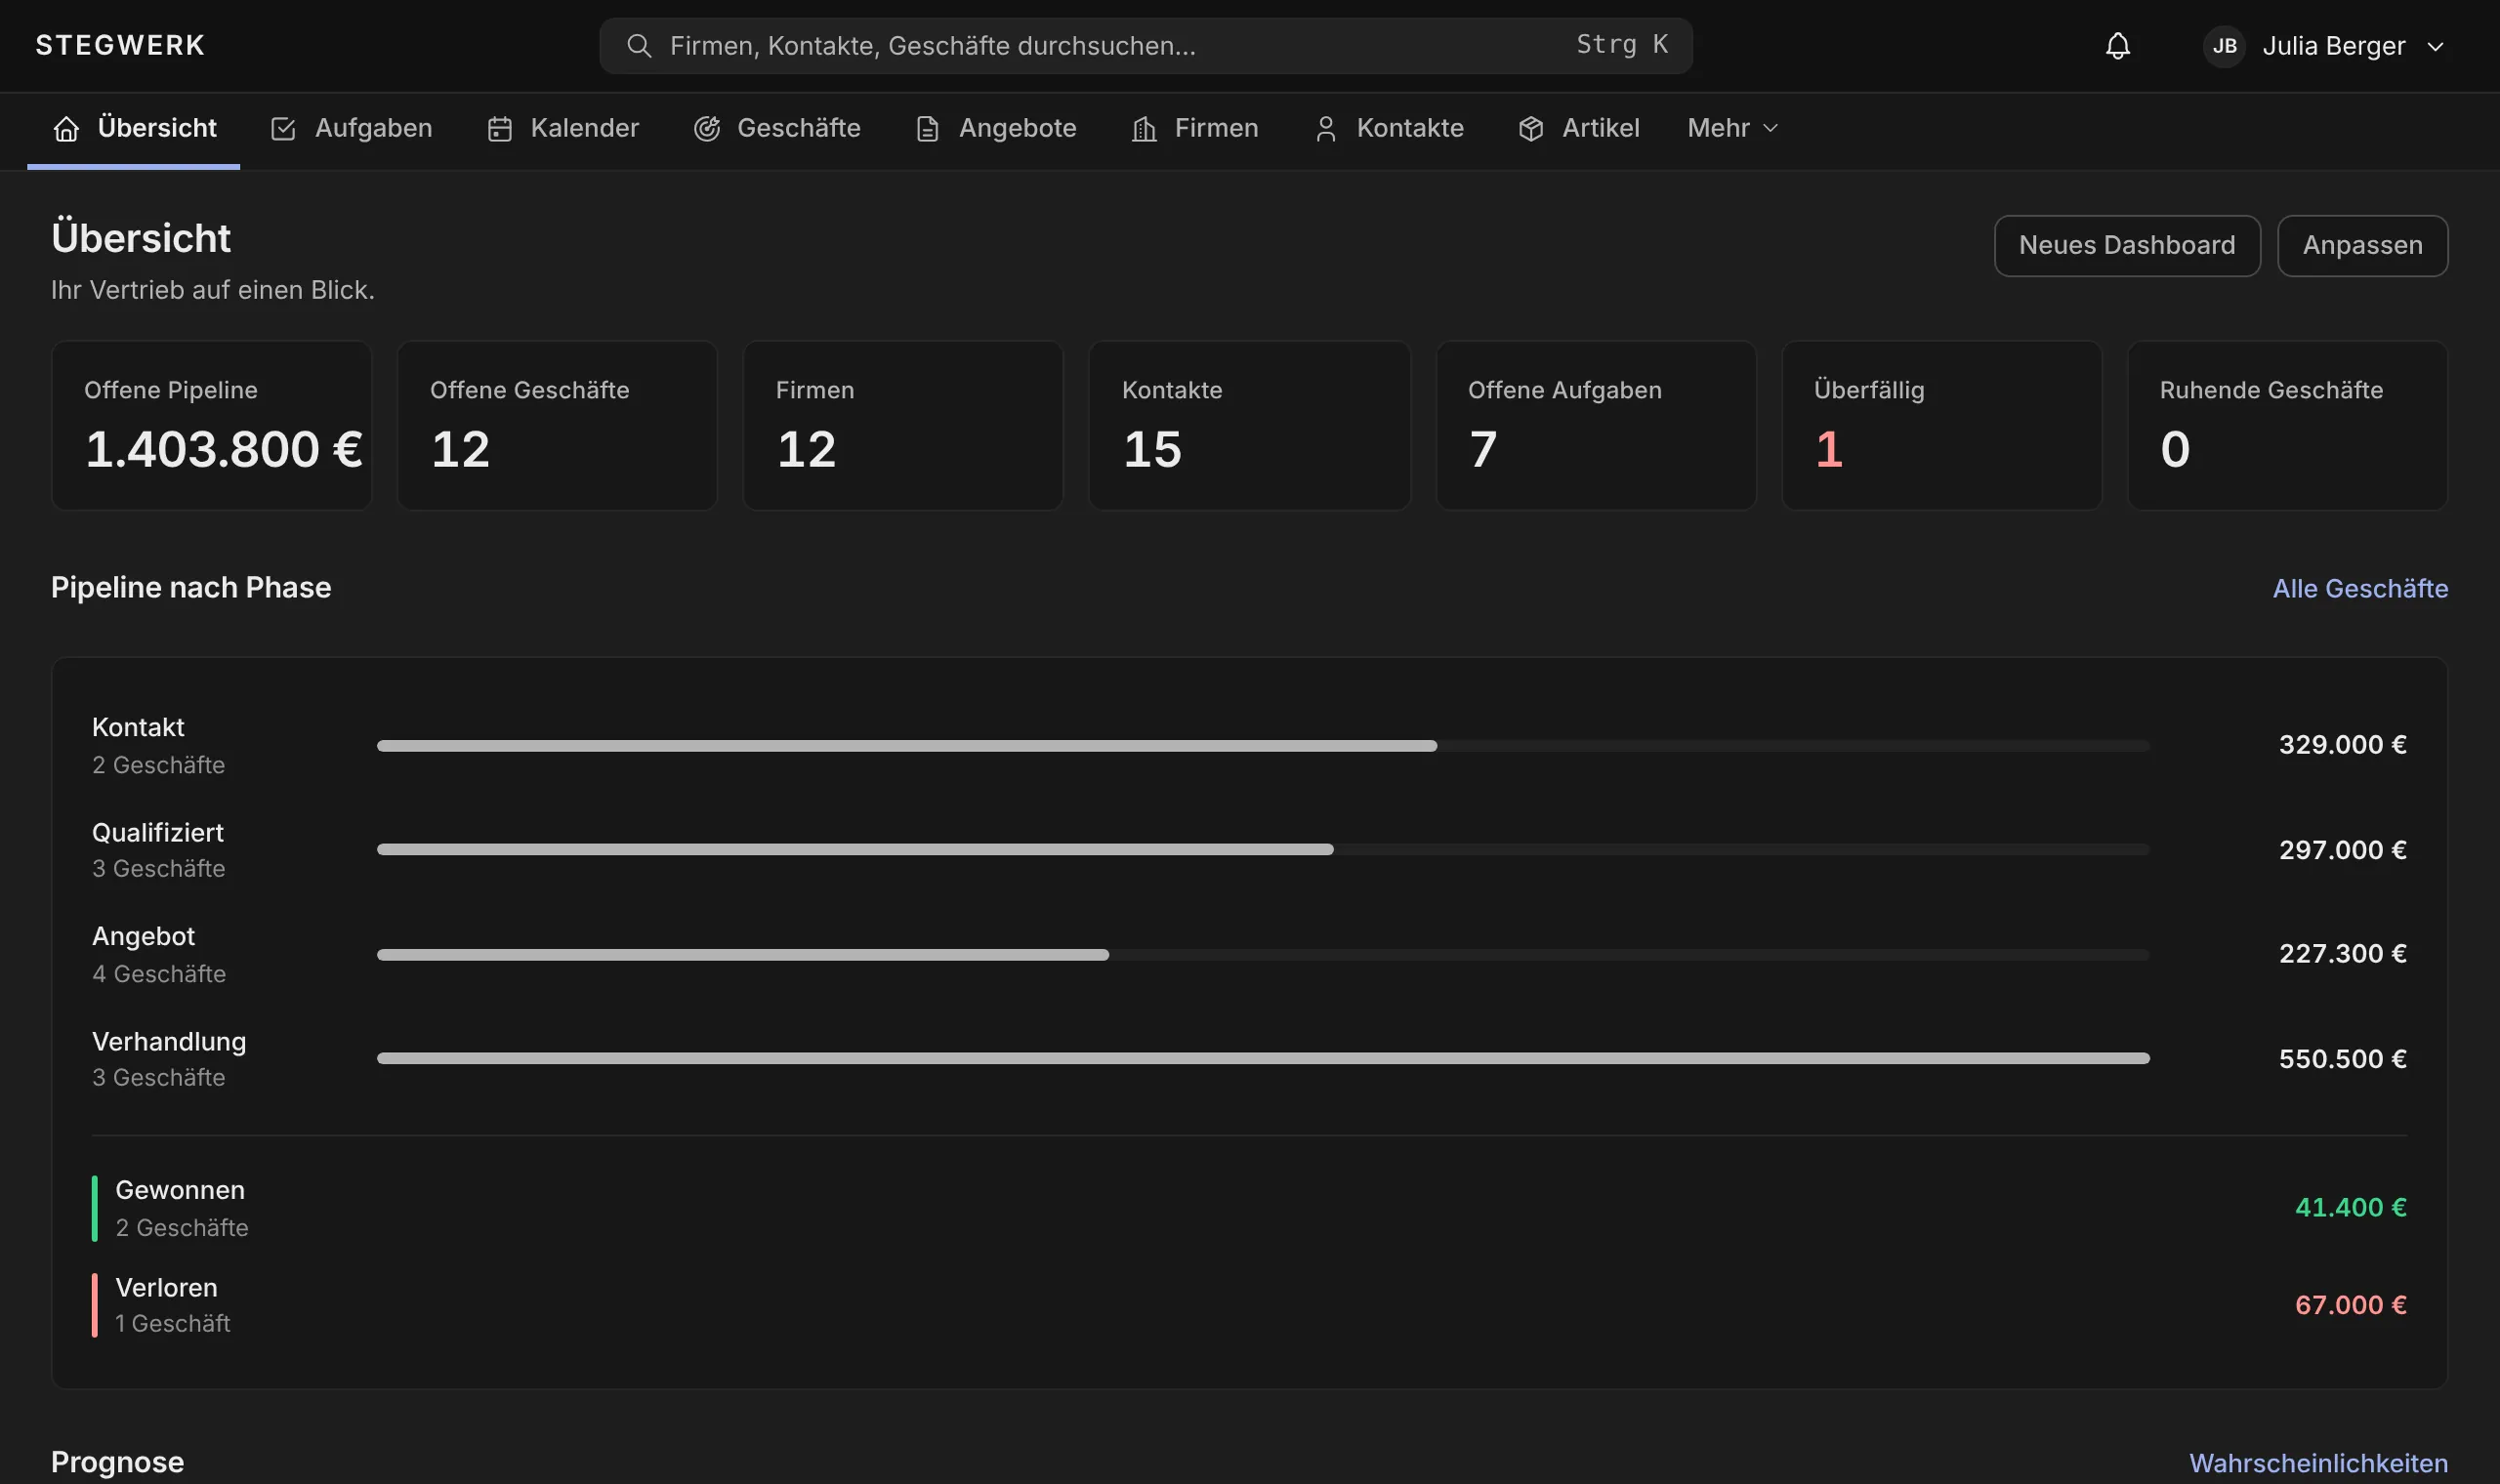 STEGWERK
Firmen, Kontakte, Geschäfte durchsuchen...
Strg K
JB
Julia Berger
Übersicht
Aufgaben
Kalender
Geschäfte
Angebote
Firmen
Kontakte
Artikel
Mehr
Übersicht
Ihr Vertrieb auf einen Blick.
Neues Dashboard
Anpassen
Offene Pipeline
1.403.800 €
Offene Geschäfte
12
Firmen
12
Kontakte
15
Offene Aufgaben
7
Überfällig
1
Ruhende Geschäfte
0
Pipeline nach Phase
Alle Geschäfte
Kontakt
2 Geschäfte
329.000 €
Qualifiziert
3 Geschäfte
297.000 €
Angebot
4 Geschäfte
227.300 €
Verhandlung
3 Geschäfte
550.500 €
Gewonnen
2 Geschäfte
41.400 €
Verloren
1 Geschäft
67.000 €
Prognose
Wahrscheinlichkeiten